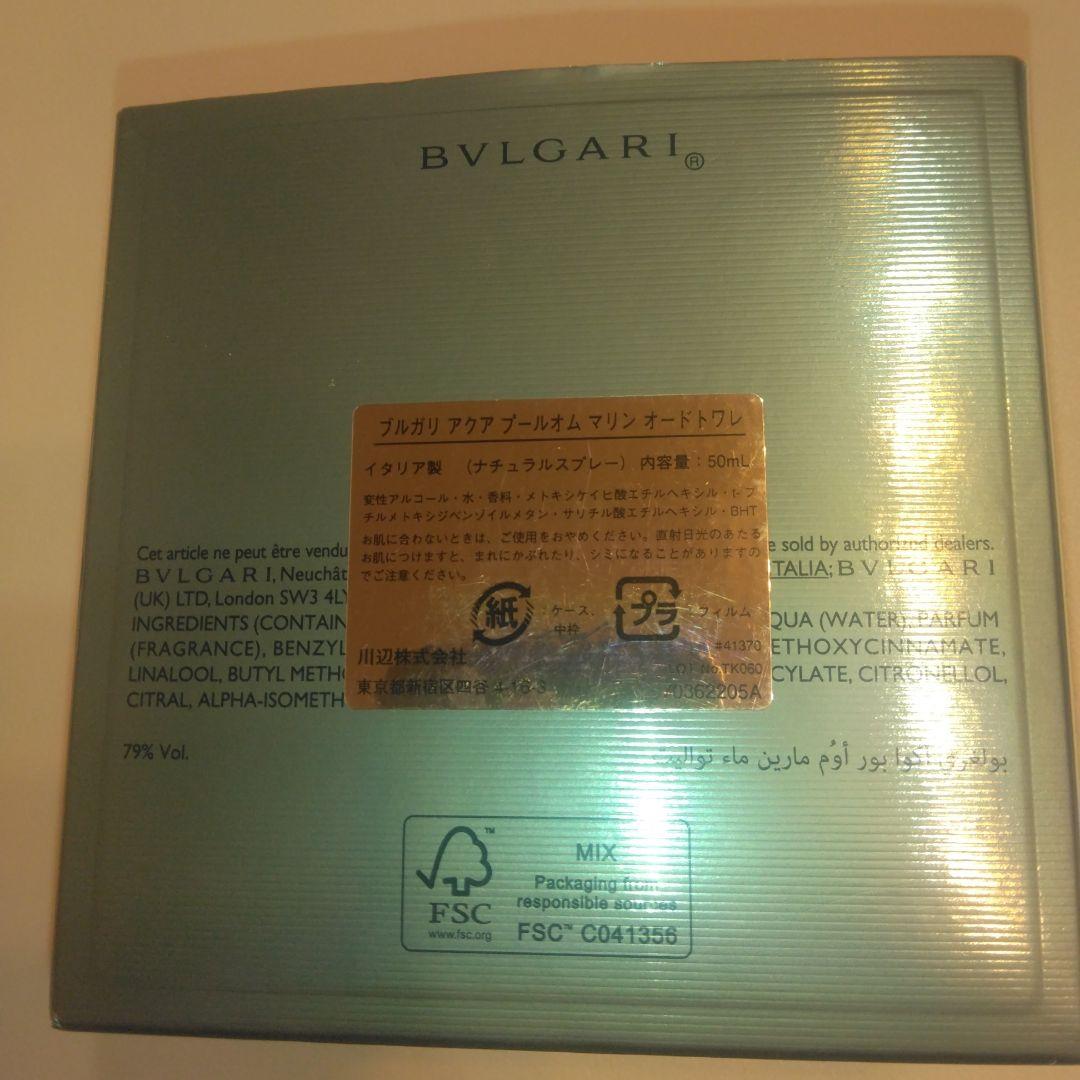 BVLGARI®
ブルガリ アクア プールオム マリン オードトワレ
イタリア製 (ナチュラルスプレー) 内容量:50mL
変性アルコール・水・香料・メトキシケイヒ酸エチルヘキシル・t-ブ
チルメトキシジベンゾイルメタン・サリチル酸エチルヘキシル・BHT
お肌に合わないときは、ご使用をおやめください。直射日光のあたる
お肌につけますと、まれにかぶれたり、シミになることがありますの
でご注意ください。
紙 ケース、中枠 プラ フィルム
川辺株式会社 #41370
LOT No.TK060
東京都新宿区四谷 4-16-3 70362205A
Cet article ne peut être vendu e sold by authorized dealers.
BVLGARI, Neuchât ITALIA; BVLGARI
(UK) LTD, London SW3 4LY
INGREDIENTS (CONTAIN QUA (WATER), PARFUM
(FRAGRANCE), BENZYL ETHOXYCINNAMATE,
LINALOOL, BUTYL METHO CYLATE, CITRONELLOL,
CITRAL, ALPHA-ISOMETH
79% Vol. بولغري اكوا بور أوُم مارين ماء تواليت
FSC™
www.fsc.org
MIX
Packaging from
responsible sources
FSC™ C041356